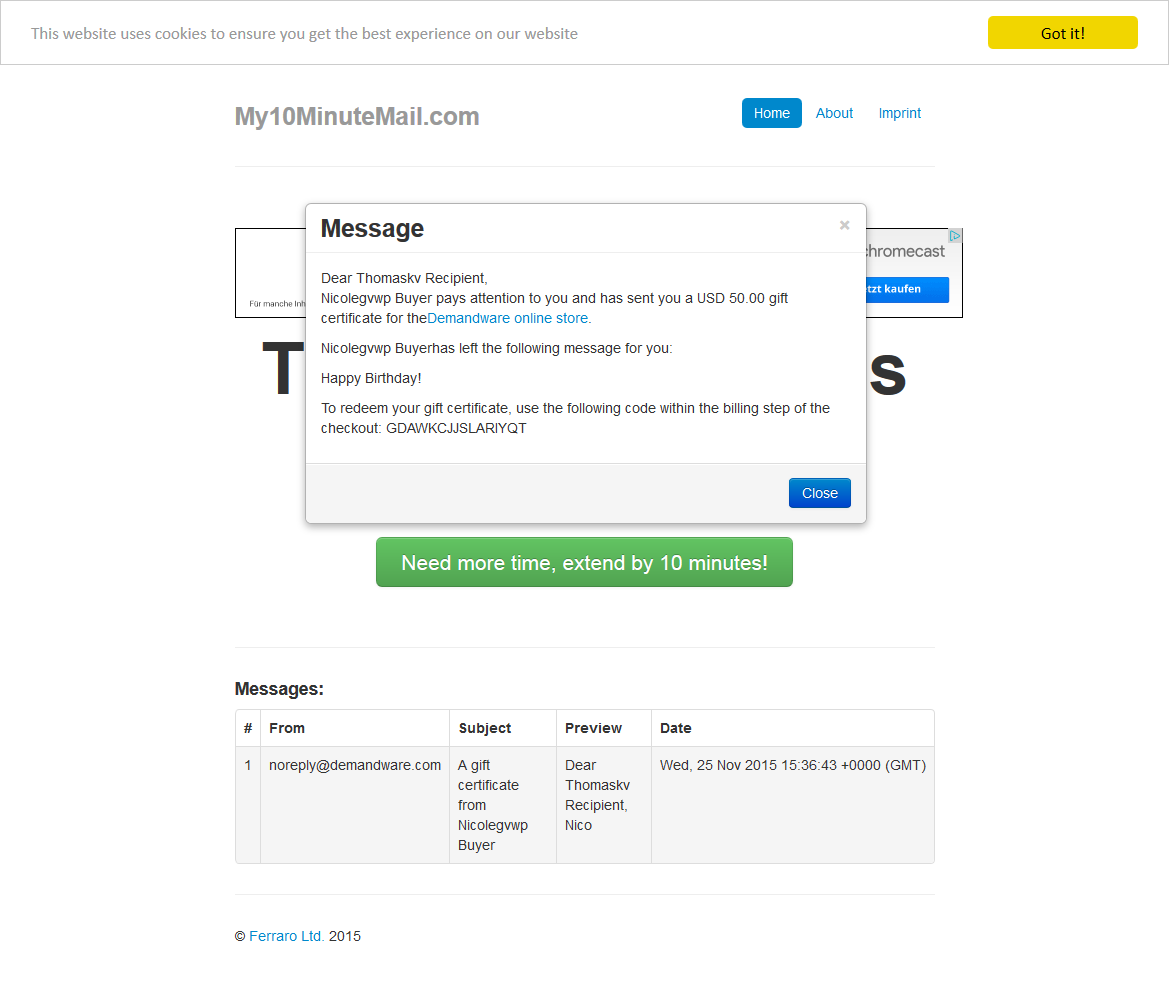 This website uses cookies to ensure you get the best experience on our website
Got it!
My10MinuteMail.com
Home
About
Imprint
Message
×
Dear Thomaskv Recipient,
Nicolegvwp Buyer pays attention to you and has sent you a USD 50.00 gift
certificate for theDemandware online store.
Nicolegvwp Buyerhas left the following message for you:
Happy Birthday!
To redeem your gift certificate, use the following code within the billing step of the
checkout: GDAWKCJJSLARIYQT
Close
Für manche Inh
chromecast
tzt kaufen
T
s
Need more time, extend by 10 minutes!
Messages:
# From Subject Preview Date
1 noreply@demandware.com A gift Dear Wed, 25 Nov 2015 15:36:43 +0000 (GMT)
certificate Thomaskv
from Recipient,
Nicolegvwp Nico
Buyer
© Ferraro Ltd. 2015